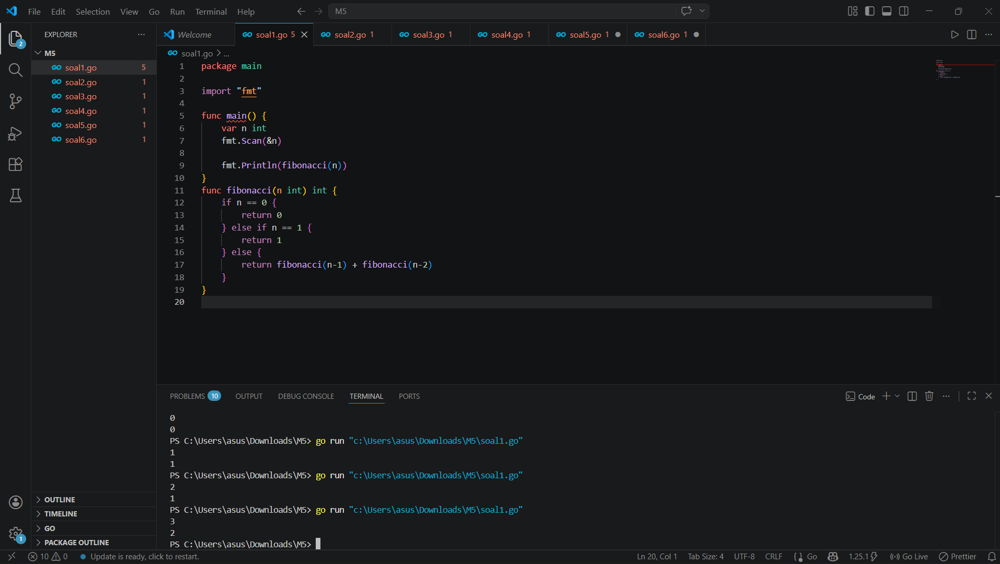 File Edit Selection View Go Run Terminal Help M5
EXPLORER
M5
soal1.go 5
soal2.go 1
soal3.go 1
soal4.go 1
soal5.go 1
soal6.go 1
OUTLINE
TIMELINE
GO
PACKAGE OUTLINE
2
1
Welcome soal1.go 5 soal2.go 1 soal3.go 1 soal4.go 1 soal5.go 1 soal6.go 1
soal1.go > ...
1 package main
2
3 import "fmt"
4
5 func main() {
6 var n int
7 fmt.Scan(&n)
8
9 fmt.Println(fibonacci(n))
10 }
11 func fibonacci(n int) int {
12 if n == 0 {
13 return 0
14 } else if n == 1 {
15 return 1
16 } else {
17 return fibonacci(n-1) + fibonacci(n-2)
18 }
19 }
20
PROBLEMS 10 OUTPUT DEBUG CONSOLE TERMINAL PORTS Code
0
0
PS C:\Users\asus\Downloads\M5> go run "c:\Users\asus\Downloads\M5\soal1.go"
1
1
PS C:\Users\asus\Downloads\M5> go run "c:\Users\asus\Downloads\M5\soal1.go"
2
1
PS C:\Users\asus\Downloads\M5> go run "c:\Users\asus\Downloads\M5\soal1.go"
3
2
PS C:\Users\asus\Downloads\M5>
10 0 Update is ready, click to restart. Ln 20, Col 1 Tab Size: 4 UTF-8 CRLF Go 1.25.1 Go Live Prettier